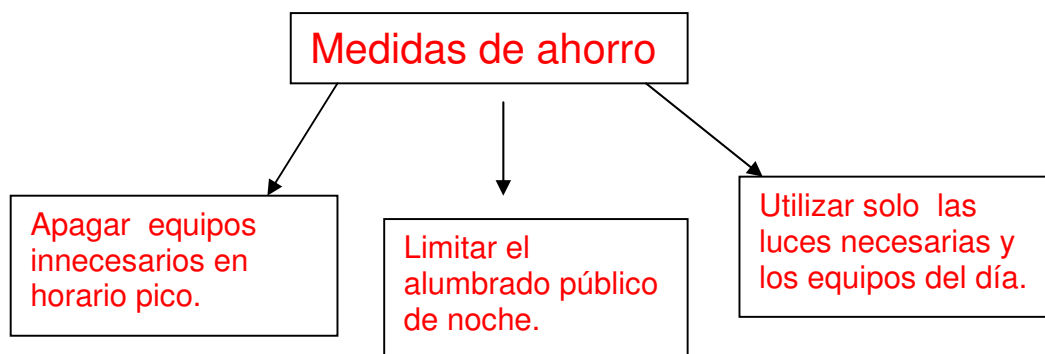 Medidas de ahorro
Apagar  equipos
innecesarios en
horario pico.
Limitar el
alumbrado público
de noche.
Utilizar solo  las
luces necesarias y
los equipos del día.